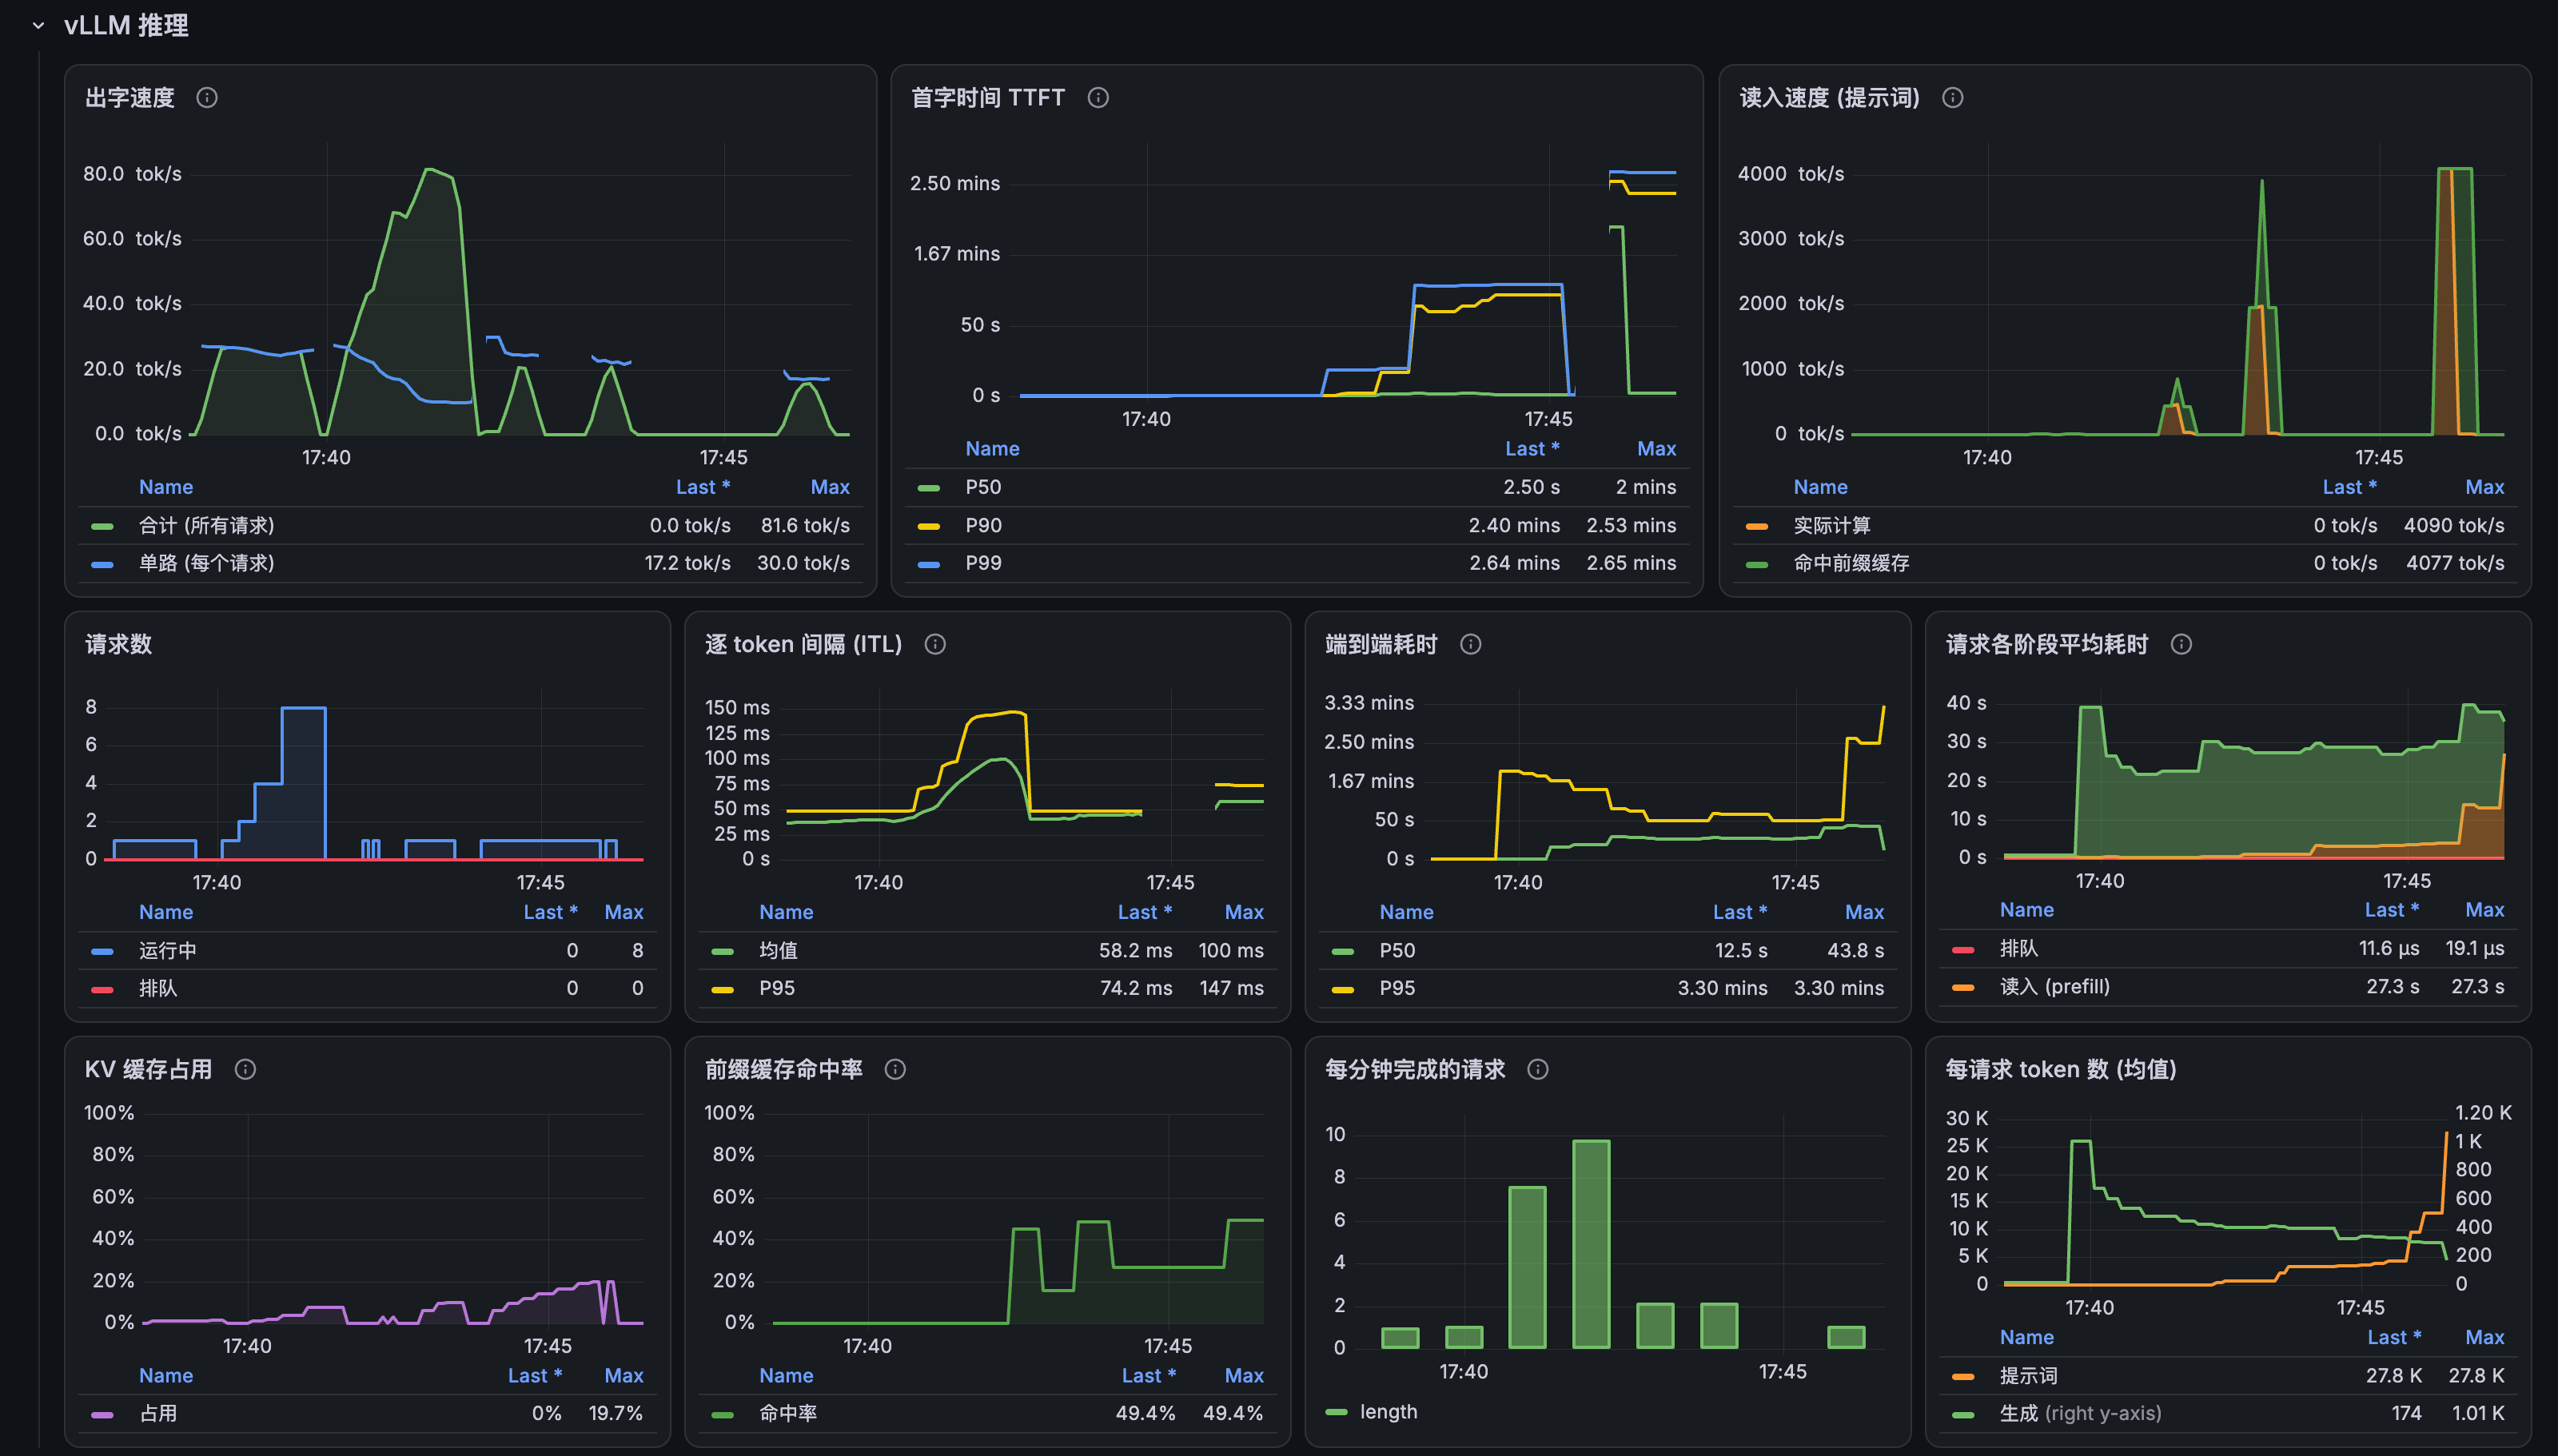 vLLM 推理
出字速度
80.0 tok/s
60.0 tok/s
40.0 tok/s
20.0 tok/s
0.0 tok/s
17:40 17:45
Name Last * Max
合计 (所有请求) 0.0 tok/s 81.6 tok/s
单路 (每个请求) 17.2 tok/s 30.0 tok/s
首字时间 TTFT
2.50 mins
1.67 mins
50 s
0 s
17:40 17:45
Name Last * Max
P50 2.50 s 2 mins
P90 2.40 mins 2.53 mins
P99 2.64 mins 2.65 mins
读入速度 (提示词)
4000 tok/s
3000 tok/s
2000 tok/s
1000 tok/s
0 tok/s
17:40 17:45
Name Last * Max
实际计算 0 tok/s 4090 tok/s
命中前缀缓存 0 tok/s 4077 tok/s
请求数
8
6
4
2
0
17:40 17:45
Name Last * Max
运行中 0 8
排队 0 0
逐 token 间隔 (ITL)
150 ms
125 ms
100 ms
75 ms
50 ms
25 ms
0 s
17:40 17:45
Name Last * Max
均值 58.2 ms 100 ms
P95 74.2 ms 147 ms
端到端耗时
3.33 mins
2.50 mins
1.67 mins
50 s
0 s
17:40 17:45
Name Last * Max
P50 12.5 s 43.8 s
P95 3.30 mins 3.30 mins
请求各阶段平均耗时
40 s
30 s
20 s
10 s
0 s
17:40 17:45
Name Last * Max
排队 11.6 µs 19.1 µs
读入 (prefill) 27.3 s 27.3 s
KV 缓存占用
100%
80%
60%
40%
20%
0%
17:40 17:45
Name Last * Max
占用 0% 19.7%
前缀缓存命中率
100%
80%
60%
40%
20%
0%
17:40 17:45
Name Last * Max
命中率 49.4% 49.4%
每分钟完成的请求
10
8
6
4
2
0
17:40 17:45
length
每请求 token 数 (均值)
30 K 1.20 K
25 K 1 K
20 K 800
15 K 600
10 K 400
5 K 200
0 0
17:40 17:45
Name Last * Max
提示词 27.8 K 27.8 K
生成 (right y-axis) 174 1.01 K